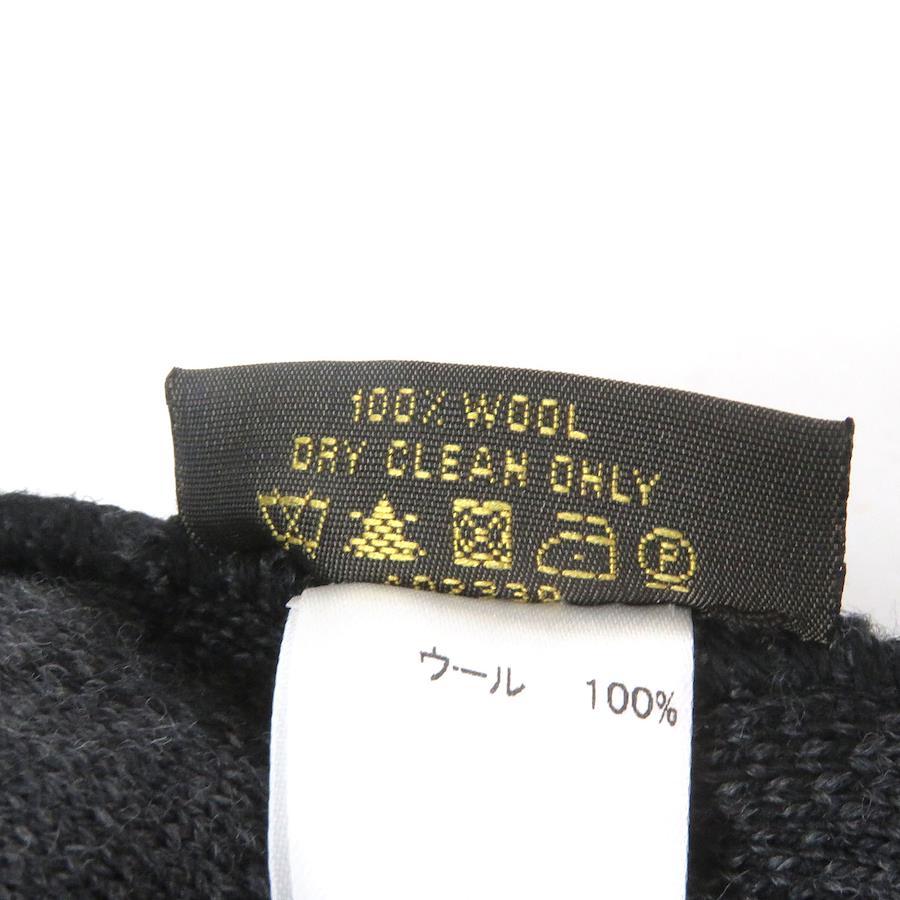 100% WOOL
DRY CLEAN ONLY
P
ウール 100%